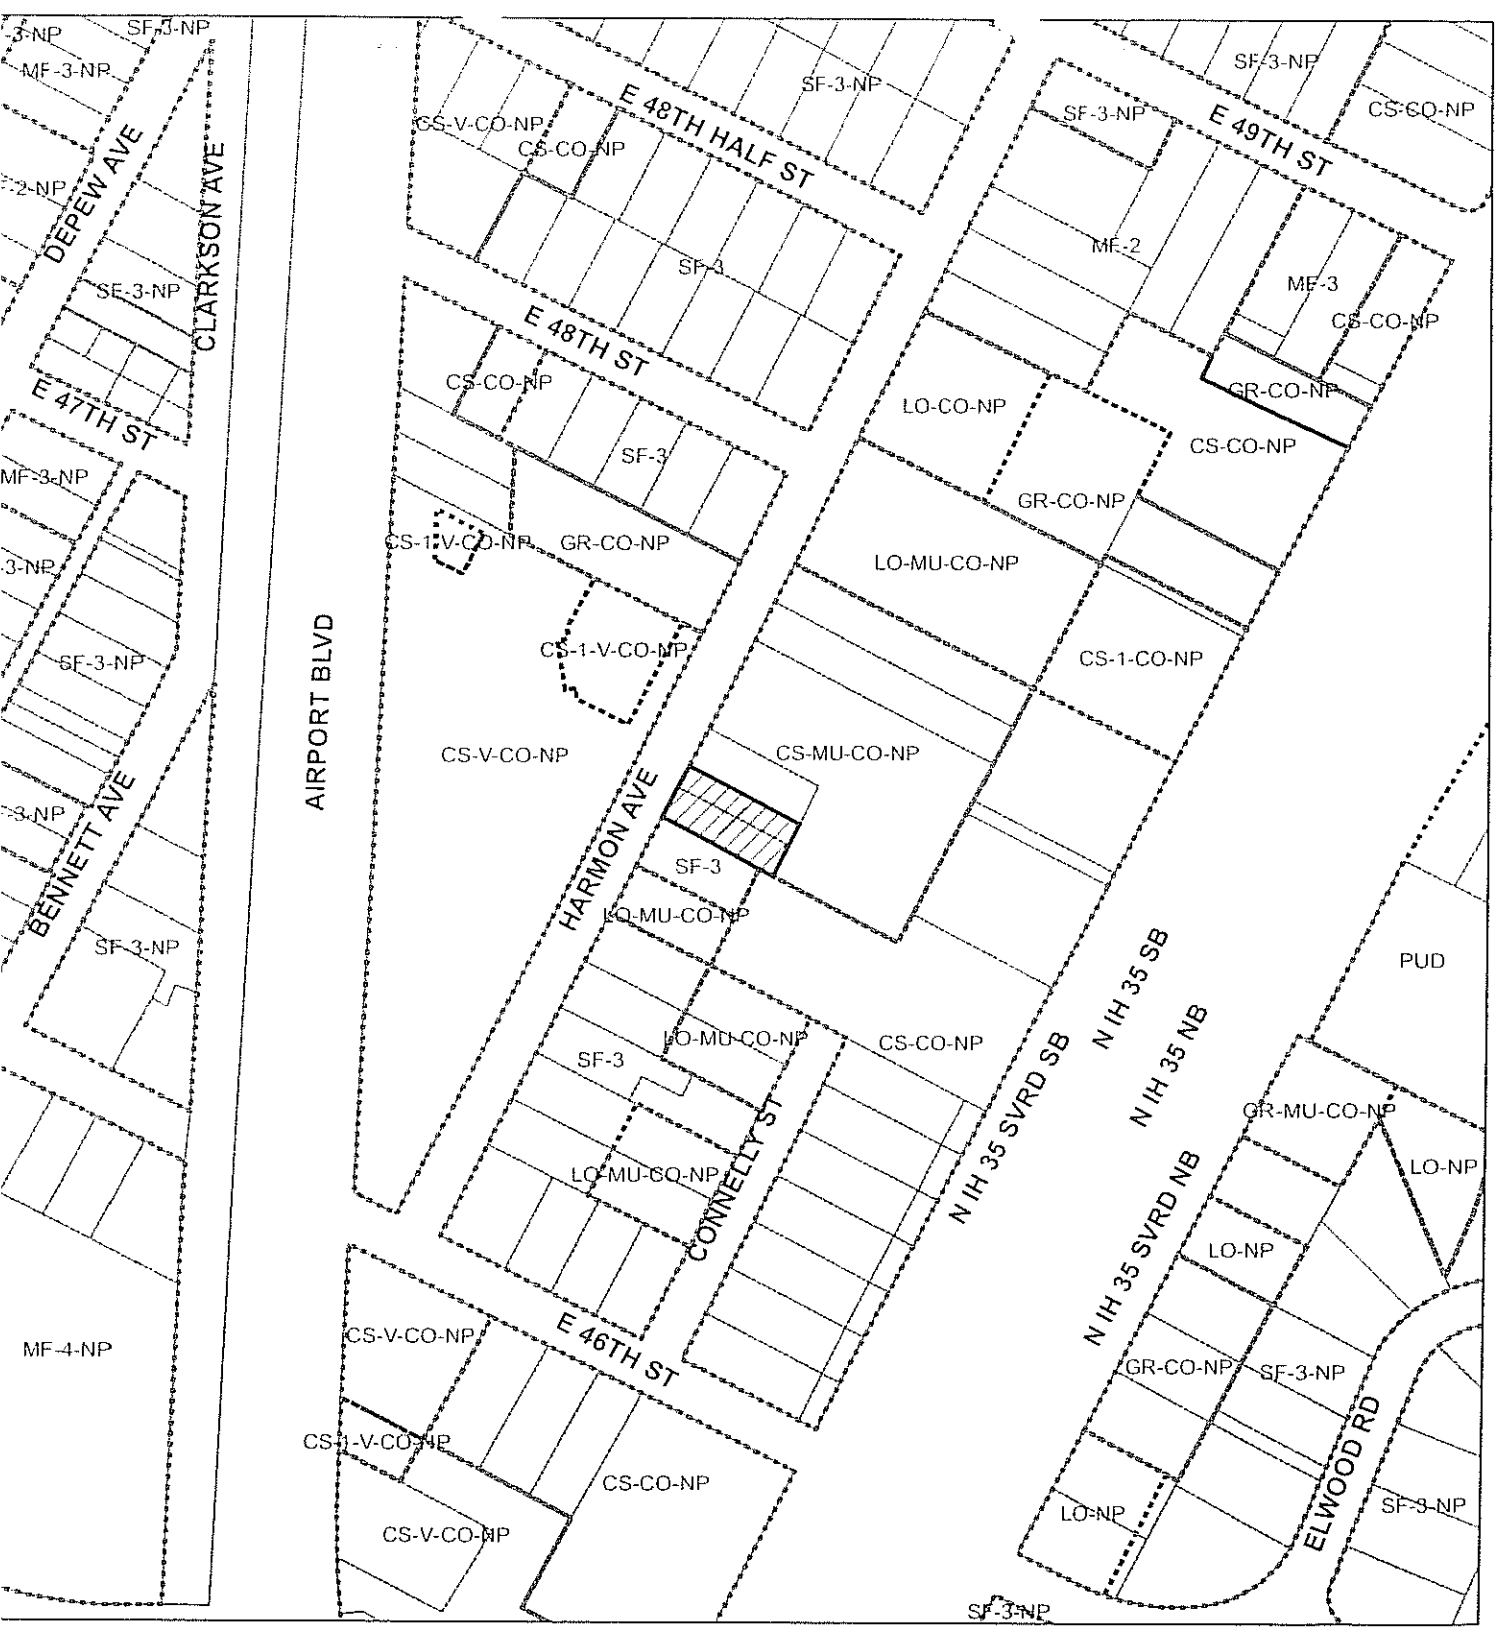 -3-NP
SF-3-NP
MF-3-NP
SF-3-NP
SF-3-NP
CS-CO-NP
SF-3-NP
E 49TH ST
CS-V-CO-NP
E 48TH HALF ST
CS-CO-NP
-2-NP
DEPEW AVE
CLARKSON AVE
MF-2
SF-3
SF-3-NP
MF-3
CS-CO-NP
E 48TH ST
CS-CO-NP
GR-CO-NP
E 47TH ST
LO-CO-NP
CS-CO-NP
SF-3
MF-3-NP
GR-CO-NP
CS-1-V-CO-NP
GR-CO-NP
-3-NP
LO-MU-CO-NP
CS-1-V-CO-NP
SF-3-NP
CS-1-CO-NP
AIRPORT BLVD
CS-V-CO-NP
CS-MU-CO-NP
-3-NP
BENNETT AVE
HARMON AVE
SF-3
LO-MU-CO-NP
SF-3-NP
PUD
N IH 35 SB
LO-MU-CO-NP
CS-CO-NP
SF-3
N IH 35 NB
N IH 35 SVRD SB
GR-MU-CO-NP
LO-MU-CO-NP
CONNELLY ST
LO-NP
N IH 35 SVRD NB
LO-NP
CS-V-CO-NP
E 46TH ST
MF-4-NP
GR-CO-NP
SF-3-NP
CS-1-V-CO-NP
CS-CO-NP
ELWOOD RD
LO-NP
SF-3-NP
CS-V-CO-NP
SF-3-NP